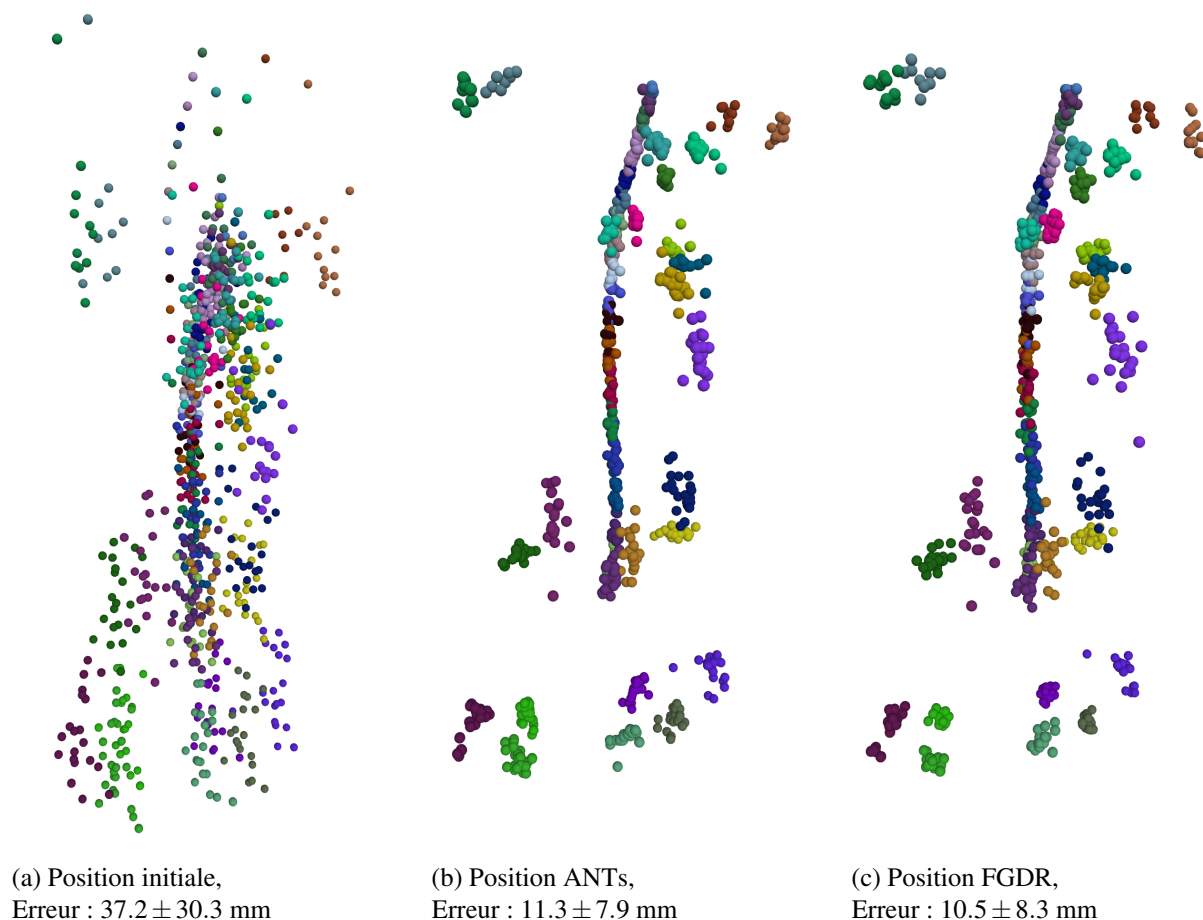 (a) Position initiale,
Erreur : 37.2 ± 30.3 mm
(b) Position ANTs,
Erreur : 11.3 ± 7.9 mm
(c) Position FGDR,
Erreur : 10.5 ± 8.3 mm